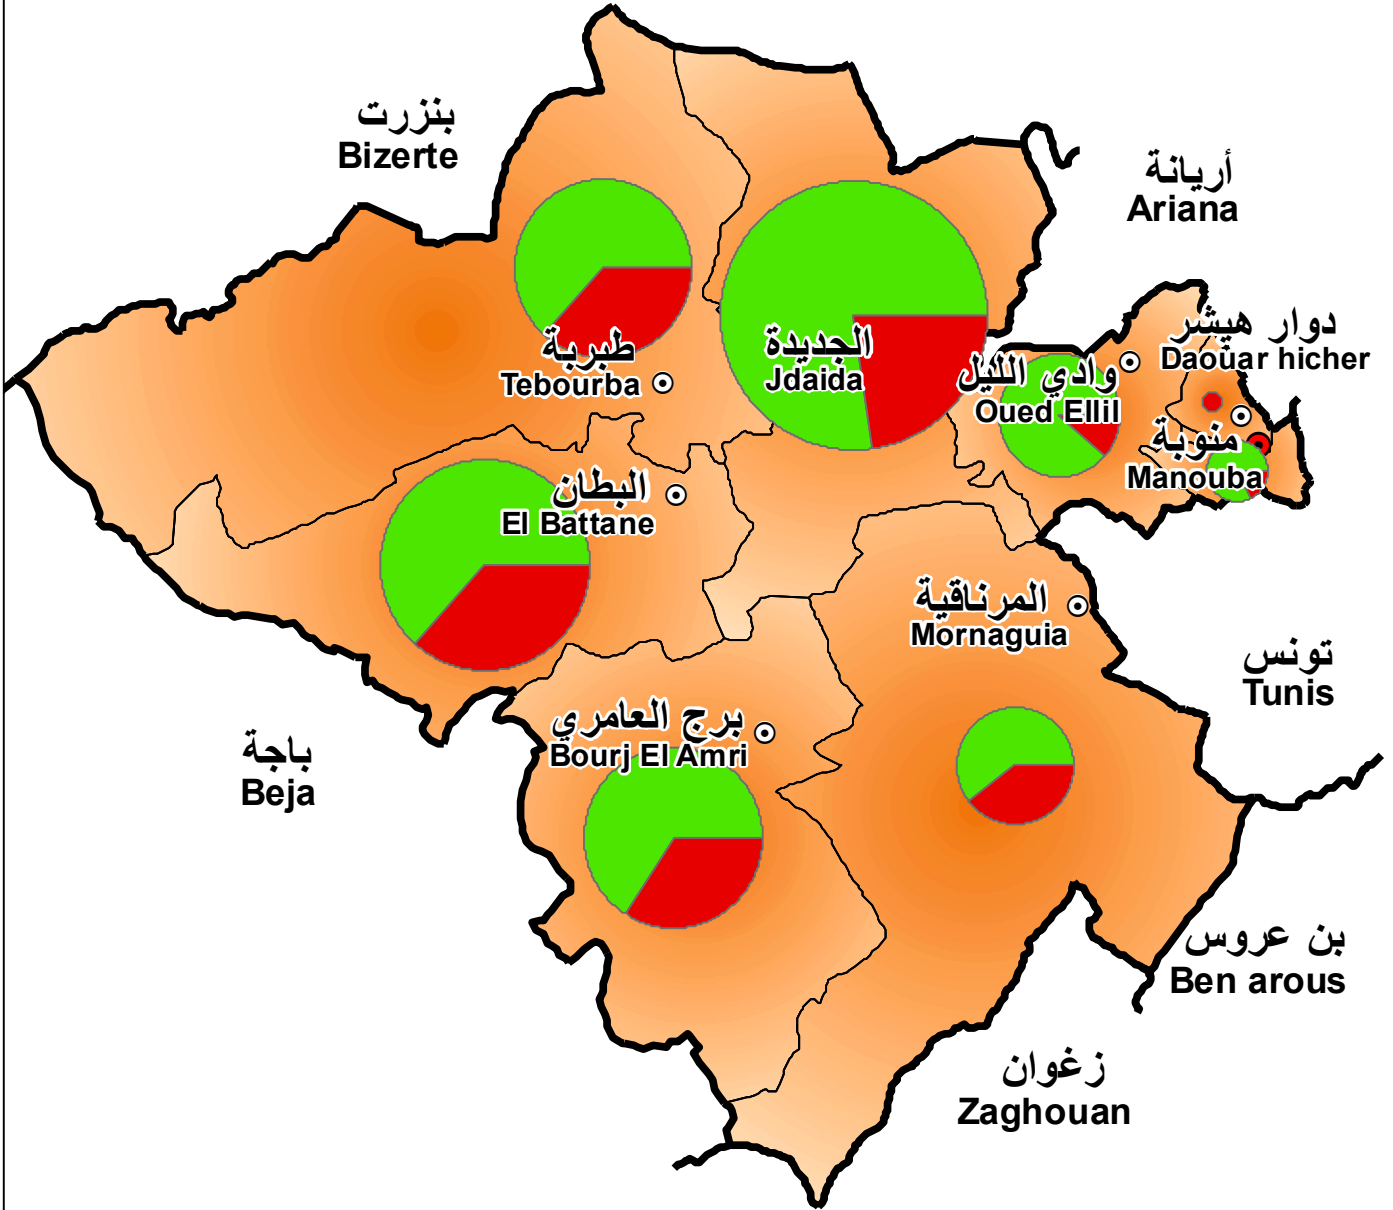 بنزرت
Bizerte
أريانة
Ariana
دوار هيشر
Daouar hicher
طبربة
Tebourba
الجديدة
Jdaida
وادي الليل
Oued Ellil
منوبة
Manouba
البطان
El Battane
المرناقية
Mornaguia
تونس
Tunis
برج العامري
Bourj El Amri
باجة
Beja
بن عروس
Ben arous
زغوان
Zaghouan